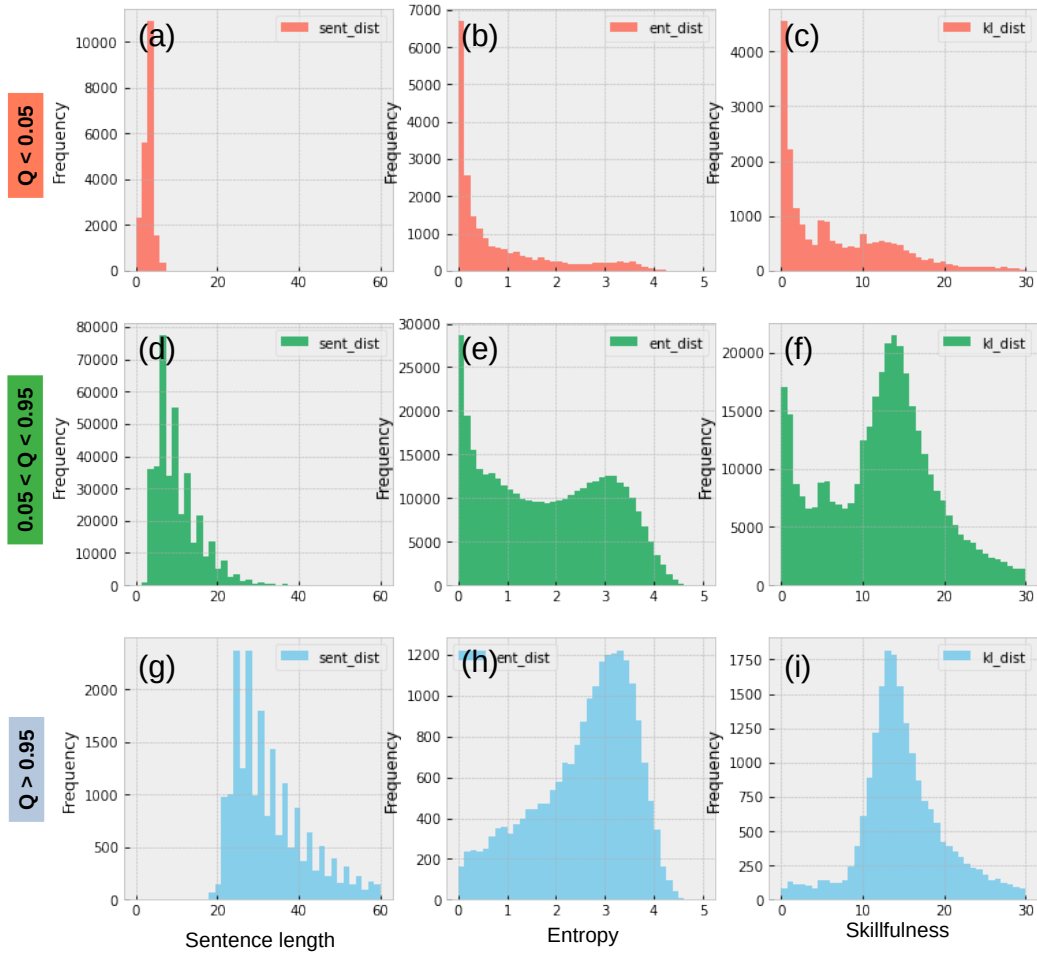 (a)
sent_dist
10000
8000
6000
4000
2000
0
Frequency
0 20 40 60
(b)
ent_dist
7000
6000
5000
4000
3000
2000
1000
0
Frequency
0 1 2 3 4 5
(c)
kl_dist
4000
3000
2000
1000
0
Frequency
0 10 20 30
Q < 0.05
(d)
sent_dist
80000
70000
60000
50000
40000
30000
20000
10000
0
Frequency
0 20 40 60
(e)
ent_dist
30000
25000
20000
15000
10000
5000
0
Frequency
0 1 2 3 4 5
(f)
kl_dist
20000
15000
10000
5000
0
Frequency
0 10 20 30
0.05 < Q < 0.95
(g)
sent_dist
2000
1500
1000
500
0
Frequency
0 20 40 60
Sentence length
(h)
ent_dist
1200
1000
800
600
400
200
0
Frequency
0 1 2 3 4 5
Entropy
(i)
kl_dist
1750
1500
1250
1000
750
500
250
0
Frequency
0 10 20 30
Skillfulness
Q > 0.95